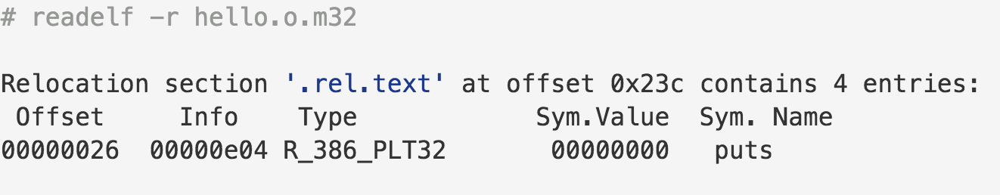 # readelf -r hello.o.m32
Relocation section '.rel.text' at offset 0x23c contains 4 entries:
 Offset     Info    Type            Sym.Value  Sym. Name
00000026  00000e04 R_386_PLT32       00000000   puts